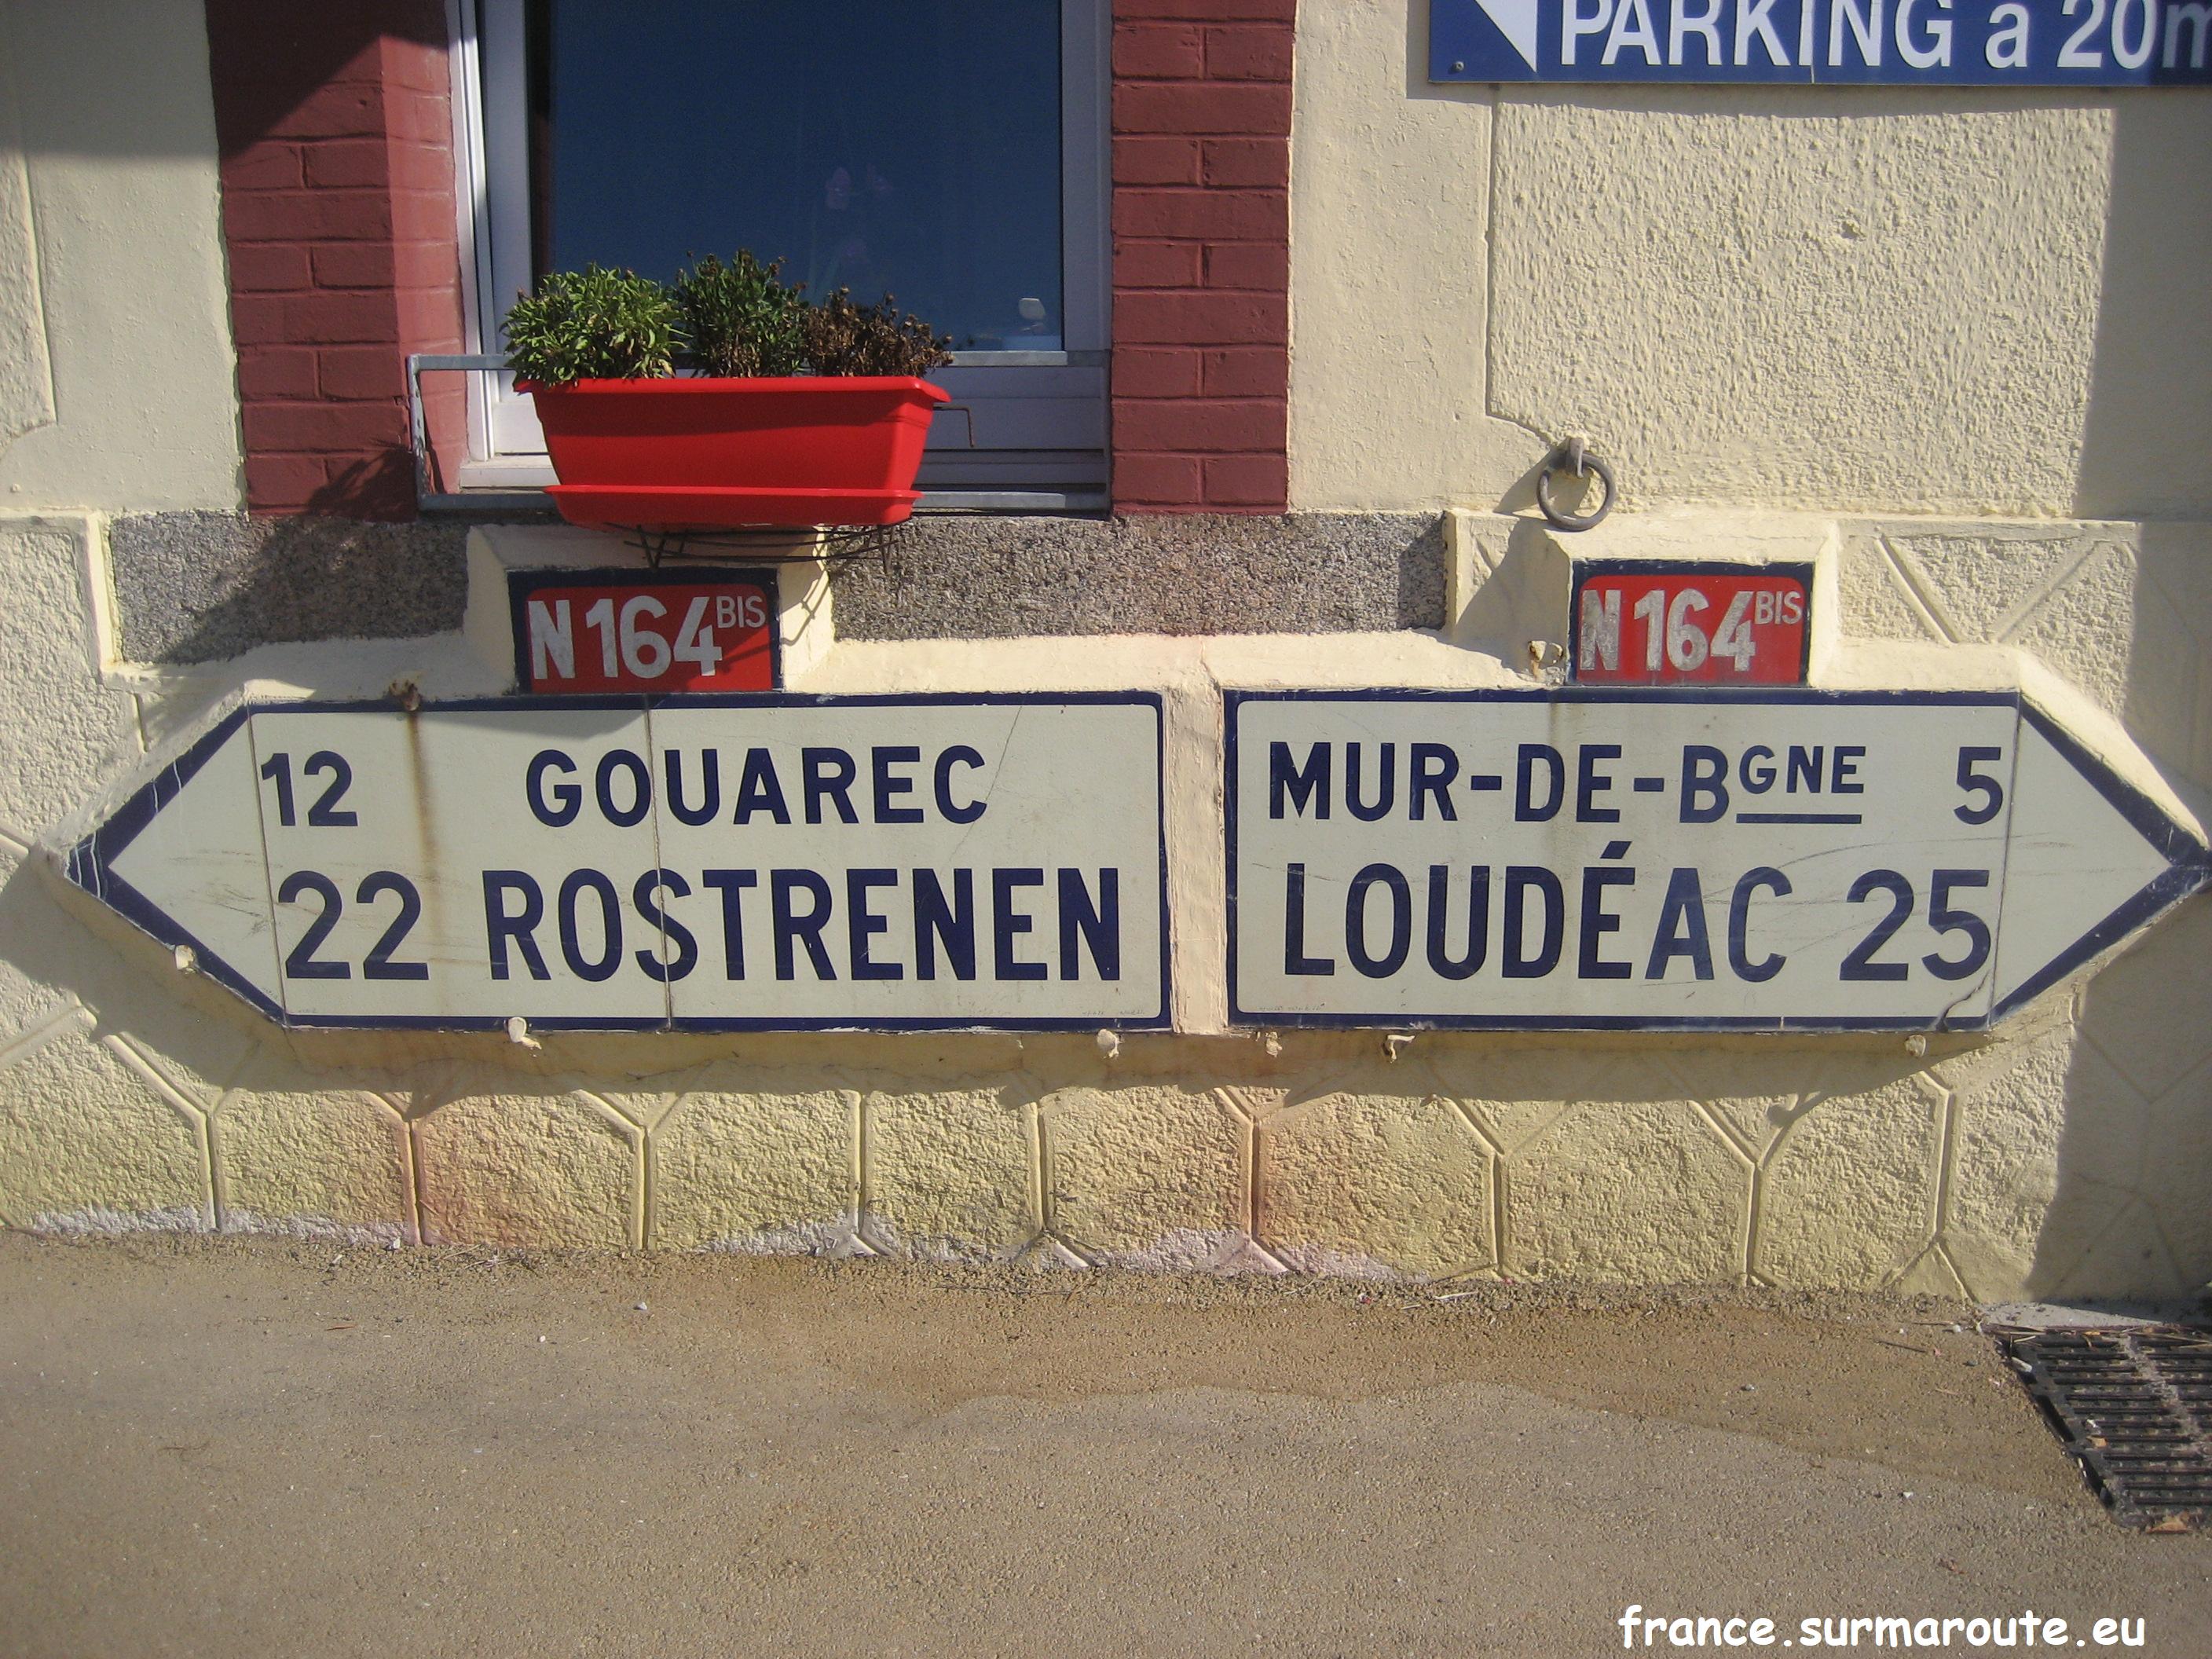 PARKING a 20m
N 164 BIS
12 GOUAREC
22 ROSTRENEN
N 164 BIS
MUR-DE-BGNE 5
LOUDÉAC 25
france.surmaroute.eu